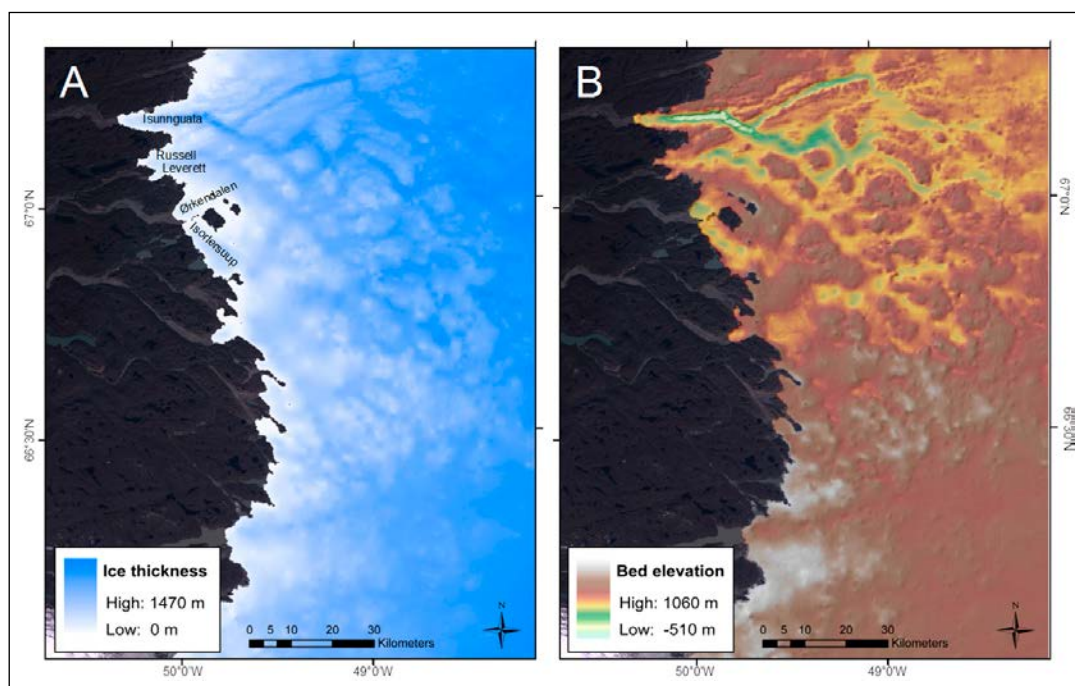 A
Isunnguata
Russell
Leverett
Ørkendalen
67°0'N
66°30'N
Ice thickness
High: 1470 m
Low: 0 m
N
0 5 10 20 30
Kilometers
50°0'W
49°0'W
B
67°0'N
66°30'N
Bed elevation
High: 1060 m
Low: -510 m
N
0 5 10 20 30
Kilometers
50°0'W
49°0'W